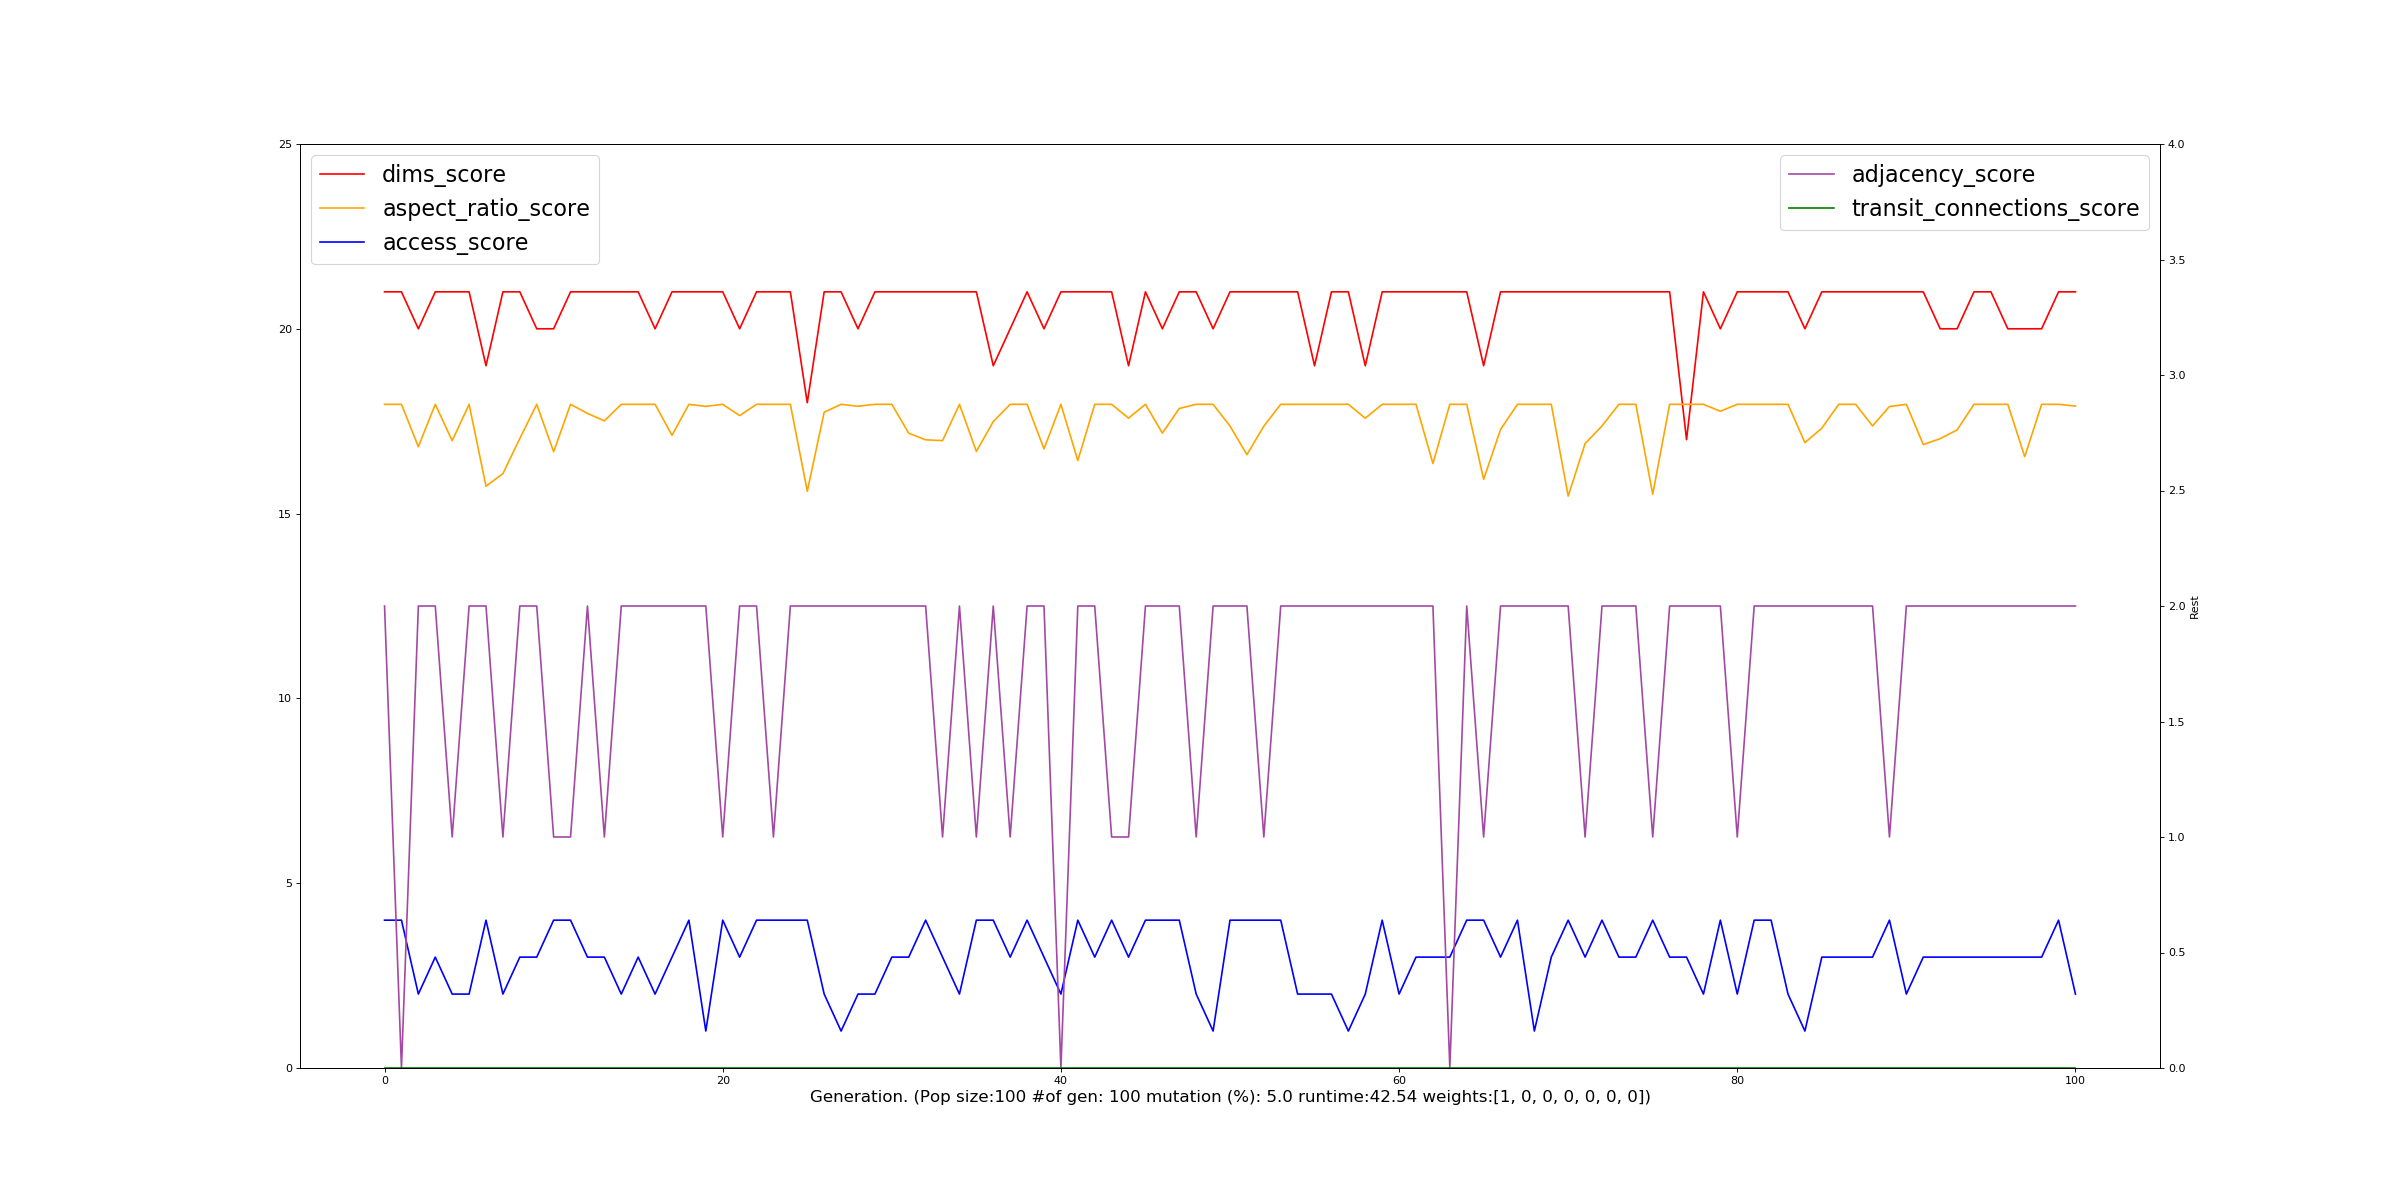 dims_score
aspect_ratio_score
access_score
adjacency_score
transit_connections_score
25
20
15
10
5
0
4.0
3.5
3.0
2.5
2.0
1.5
1.0
0.5
0.0
Rest
0 20 40 60 80 100
Generation. (Pop size:100 #of gen: 100 mutation (%): 5.0 runtime:42.54 weights:[1, 0, 0, 0, 0, 0, 0])